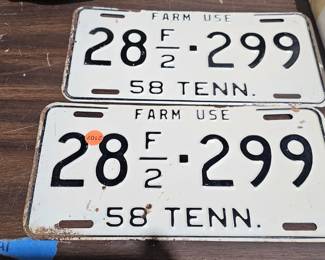 FARM USE
28 F/2·299
58 TENN.
FARM USE
28 F/2·299
58 TENN.